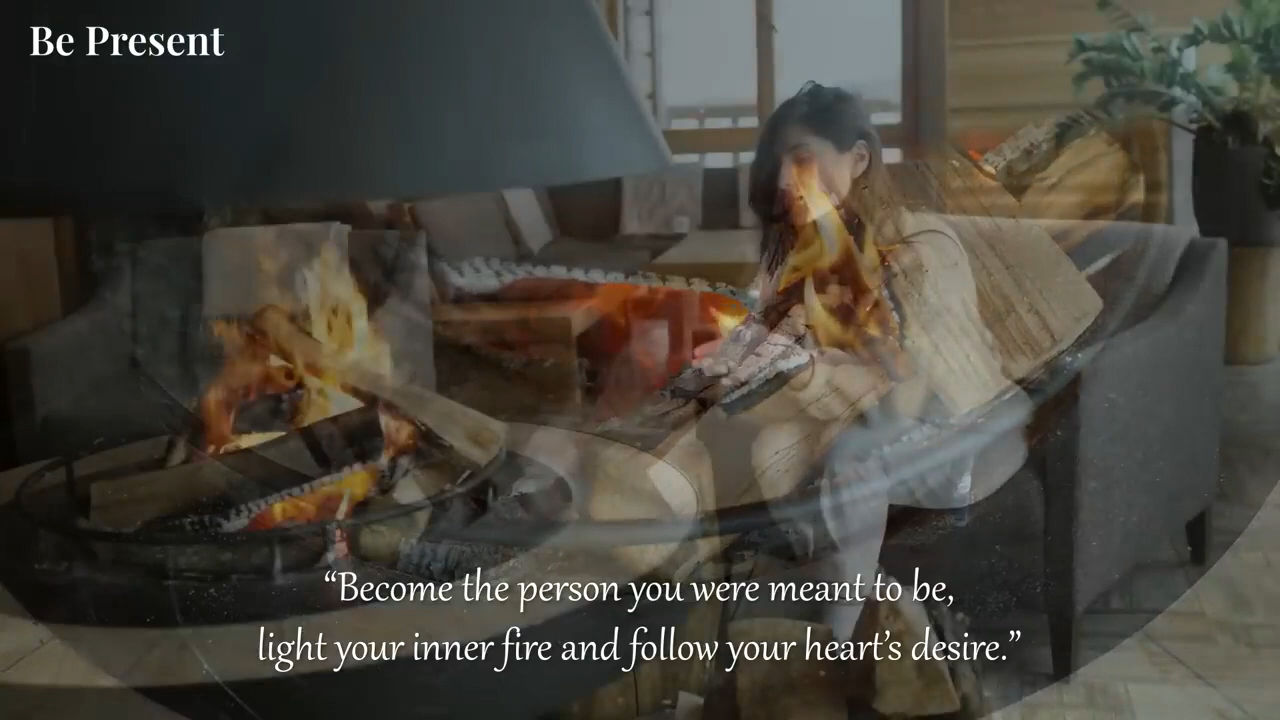 Be Present
“Become the person you were meant to be,
light your inner fire and follow your heart’s desire.”